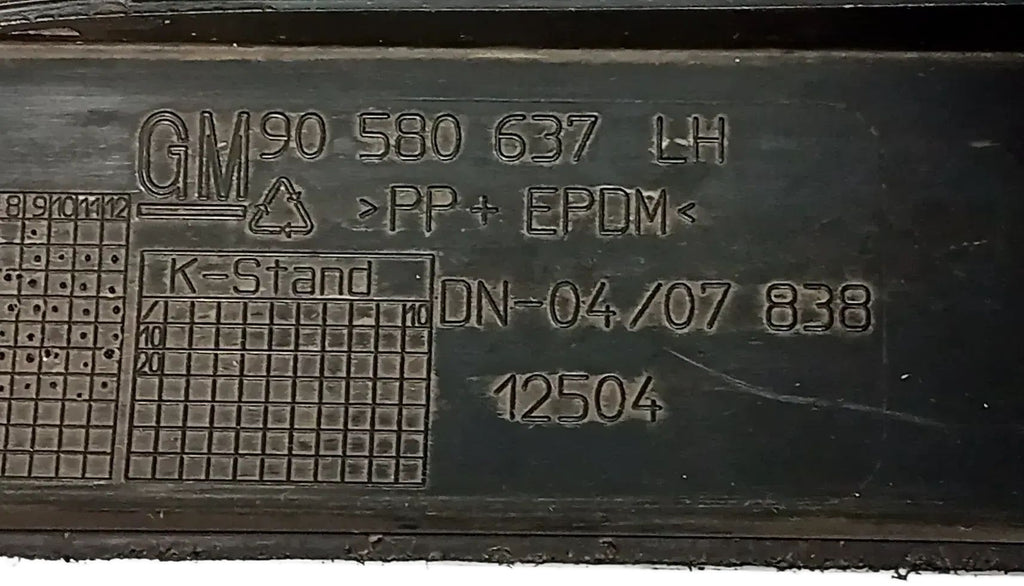 GM 90 580 637 LH
>PP + EPDM<
8 9 10 11 12
K-Stand
DN-04/07 838
/ 10
10
20
12504